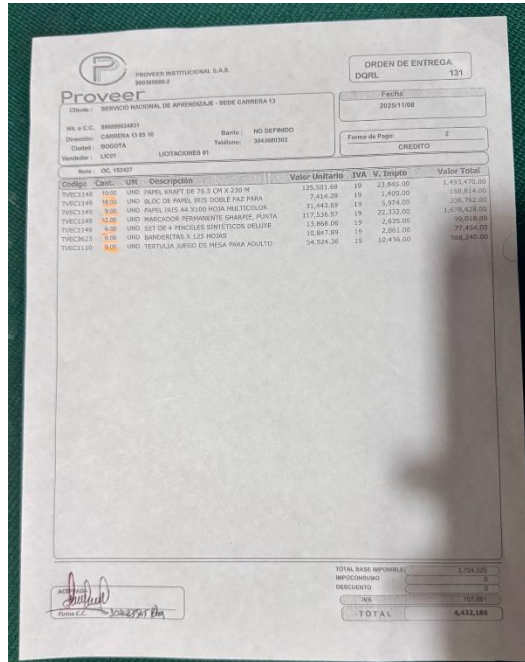 P
PROVEER INSTITUCIONAL S.A.S.
900365660-2
Proveer
ORDEN DE ENTREGA
DQRL 131
Fecha
2025/11/08
Cliente : SERVICIO NACIONAL DE APRENDIZAJE - SEDE CARRERA 13
Nit. o C.C. 899999034831
Dirección: CARRERA 13 65 10 Barrio : NO DEFINIDO
Ciudad : BOGOTA Teléfono: 3043680302
Vendedor : LIC01 LICITACIONES 01
Forma de Pago: 2
CREDITO
Nota : OC. 153427
Codigo Cant. UN Descripción Valor Unitario IVA V. Impto Valor Total
TVEC1148 10.00 UND PAPEL KRAFT DE 76.5 CM X 230 M 125,501.68 19 23,845.00 1,493,470.00
TVEC1149 18.00 UND BLOC DE PAPEL IRIS DOBLE FAZ PARA 7,414.28 19 1,409.00 158,814.00
TVEC1149 9.00 UND PAPEL IRIS A4 X100 HOJA MULTICOLOR 31,443.69 19 5,974.00 336,762.00
TVEC1149 12.00 UND MARCADOR PERMANENTE SHARPIE, PUNTA 117,536.97 19 22,332.00 1,678,428.00
TVEC1149 6.00 UND SET DE 4 PINCELES SINTÉTICOS DELUXE 13,868.06 19 2,635.00 99,018.00
TVEC3623 6.00 UND BANDERITAS X 125 HOJAS 10,847.89 19 2,061.00 77,454.00
TVEC1110 9.00 UND TERTULIA JUEGO DE MESA PARA ADULTO 54,924.36 19 10,436.00 588,240.00
TOTAL BASE IMPONIBLE: 3,724,325
IMPOCONSUMO 0
DESCUENTO 0
IVA 707,861
TOTAL 4,432,186
ACEPTADA
Firma C.C.